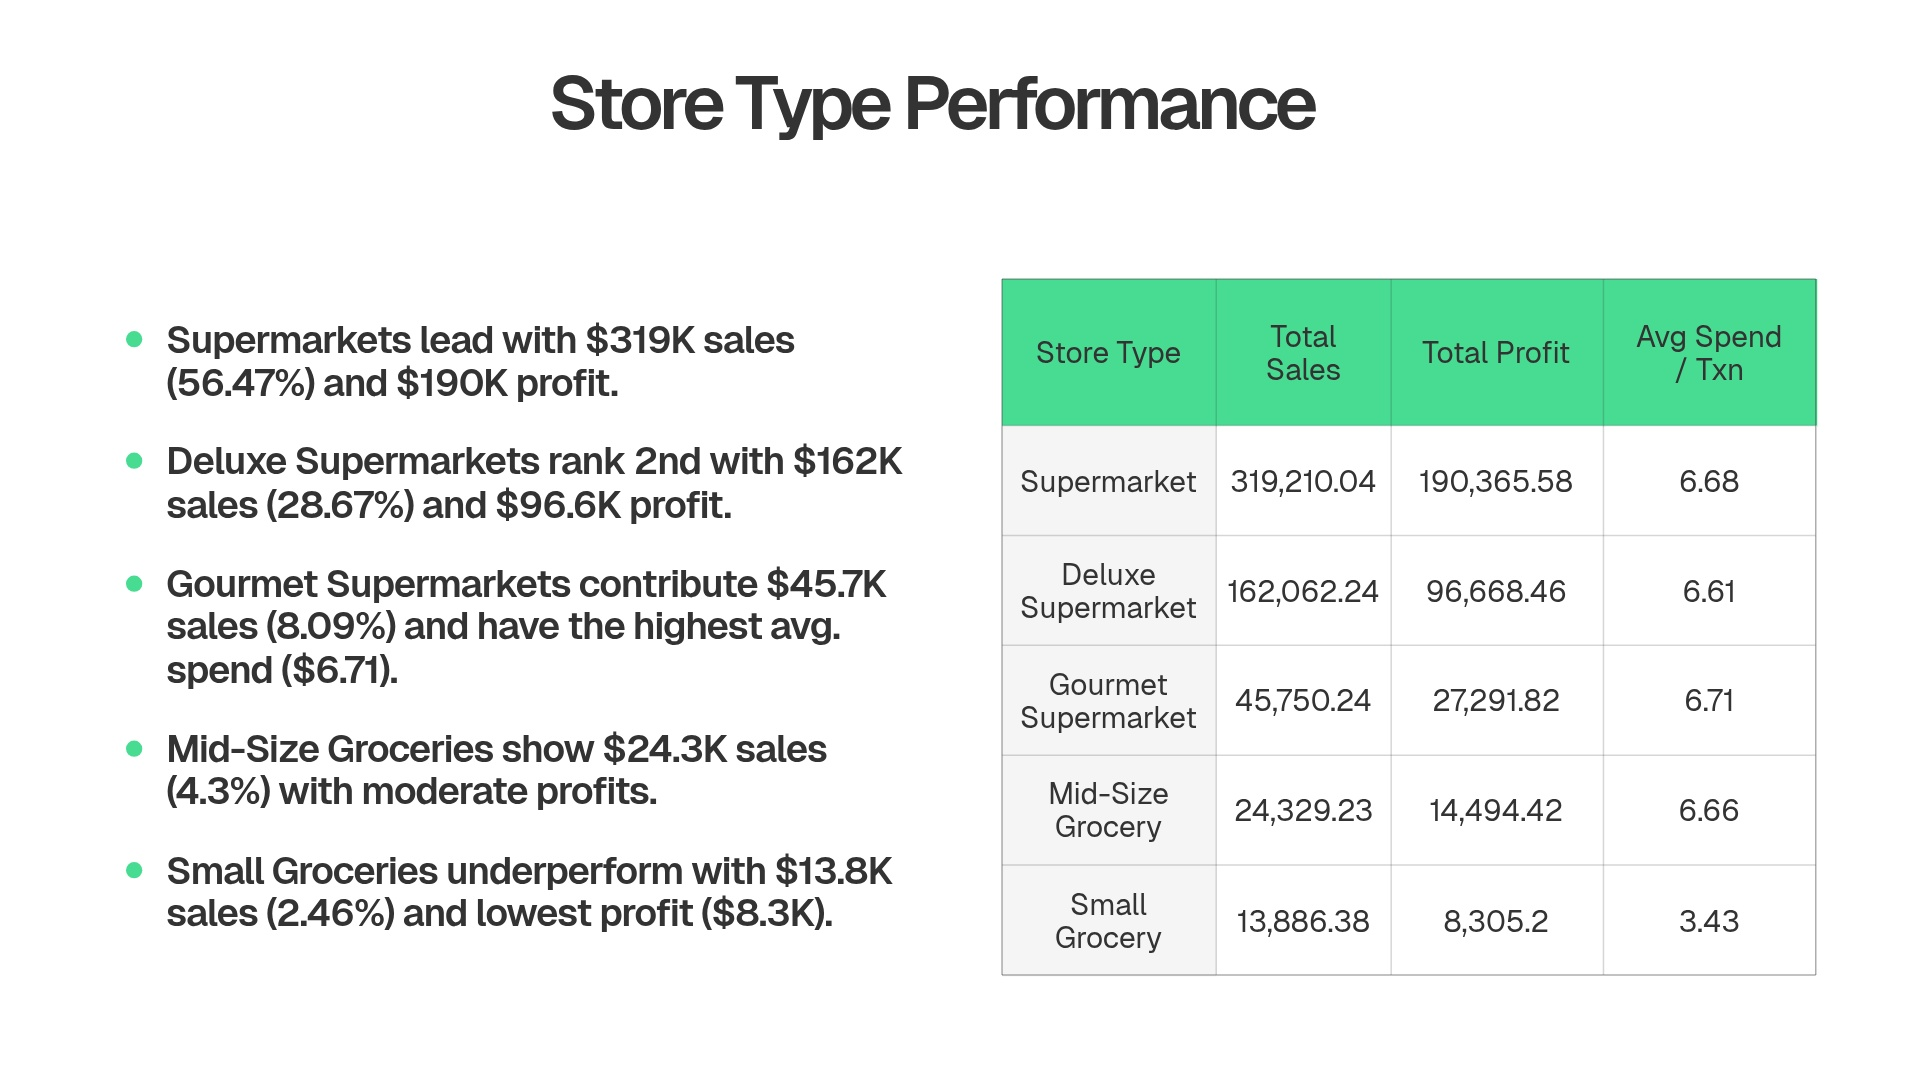 Store Type Performance
Supermarkets lead with $319K sales
(56.47%) and $190K profit.
Deluxe Supermarkets rank 2nd with $162K
sales (28.67%) and $96.6K profit.
Gourmet Supermarkets contribute $45.7K
sales (8.09%) and have the highest avg.
spend ($6.71).
Mid-Size Groceries show $24.3K sales
(4.3%) with moderate profits.
Small Groceries underperform with $13.8K
sales (2.46%) and lowest profit ($8.3K).
Store Type
Total
Sales
Total Profit
Avg Spend
/ Txn
Supermarket
319,210.04
190,365.58
6.68
Deluxe
Supermarket
162,062.24
96,668.46
6.61
Gourmet
Supermarket
45,750.24
27,291.82
6.71
Mid-Size
Grocery
24,329.23
14,494.42
6.66
Small
Grocery
13,886.38
8,305.2
3.43